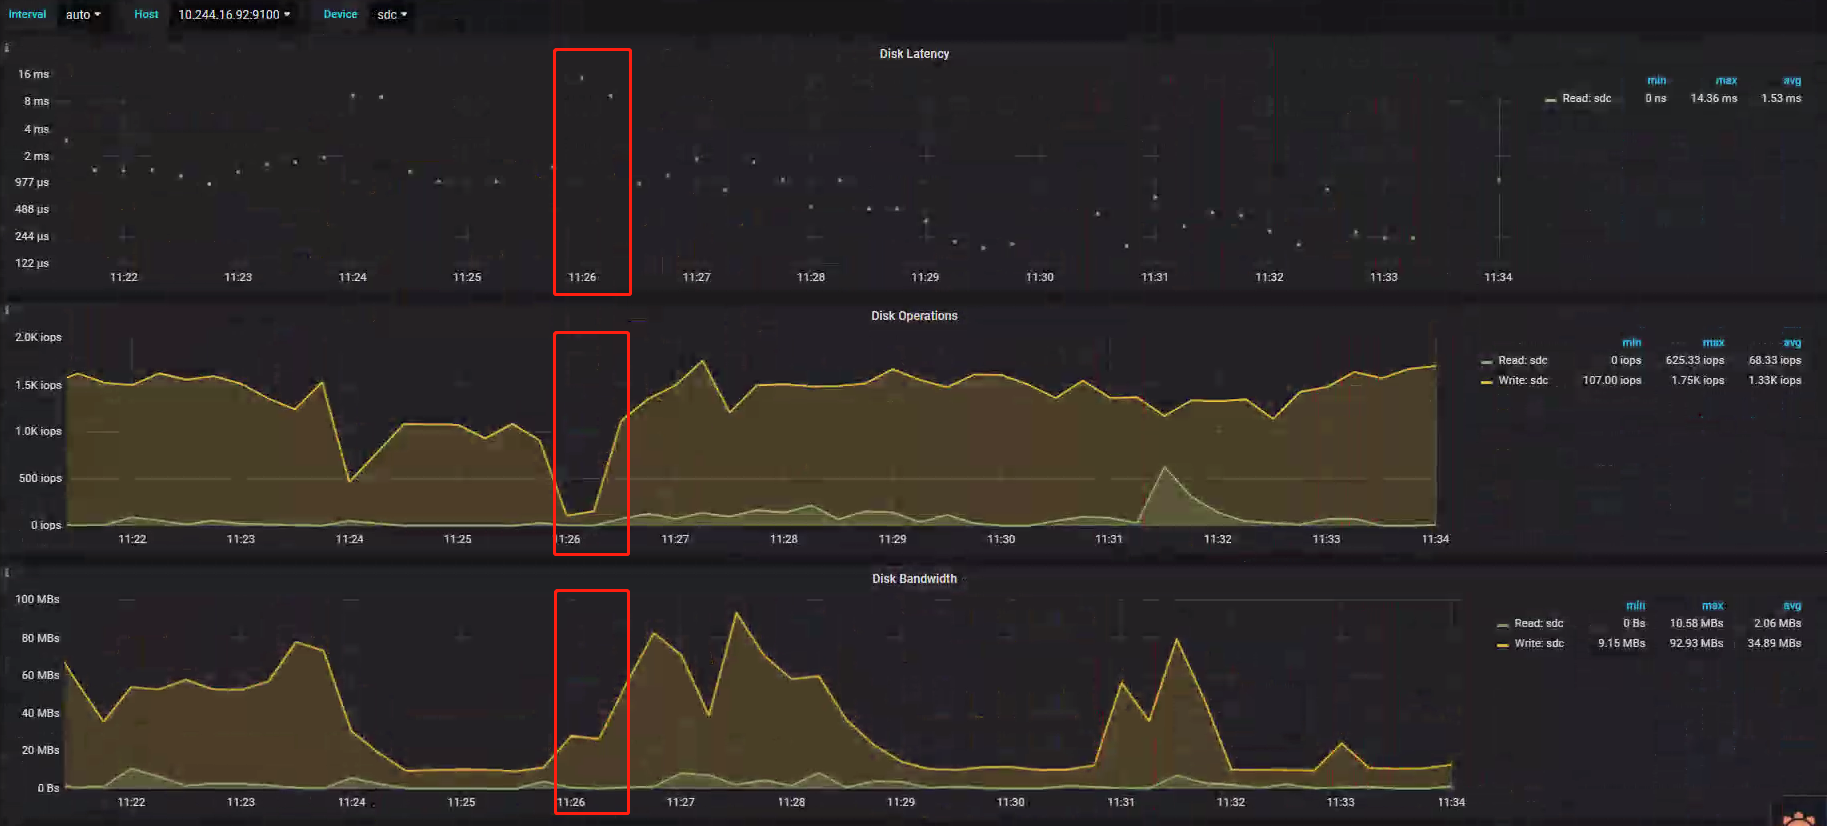 Interval auto Host 10.244.16.92:9100 Device sdc
Disk Latency
min max avg
Read: sdc 0 ns 14.36 ms 1.53 ms
16 ms
8 ms
4 ms
2 ms
977 µs
488 µs
244 µs
122 µs
11:22 11:23 11:24 11:25 11:26 11:27 11:28 11:29 11:30 11:31 11:32 11:33 11:34
Disk Operations
min max avg
Read: sdc 0 iops 625.33 iops 68.33 iops
Write: sdc 107.00 iops 1.75K iops 1.33K iops
2.0K iops
1.5K iops
1.0K iops
500 iops
0 iops
11:22 11:23 11:24 11:25 11:26 11:27 11:28 11:29 11:30 11:31 11:32 11:33 11:34
Disk Bandwidth
min max avg
Read: sdc 0 Bs 10.58 MBs 2.06 MBs
Write: sdc 9.15 MBs 92.93 MBs 34.89 MBs
100 MBs
80 MBs
60 MBs
40 MBs
20 MBs
0 Bs
11:22 11:23 11:24 11:25 11:26 11:27 11:28 11:29 11:30 11:31 11:32 11:33 11:34